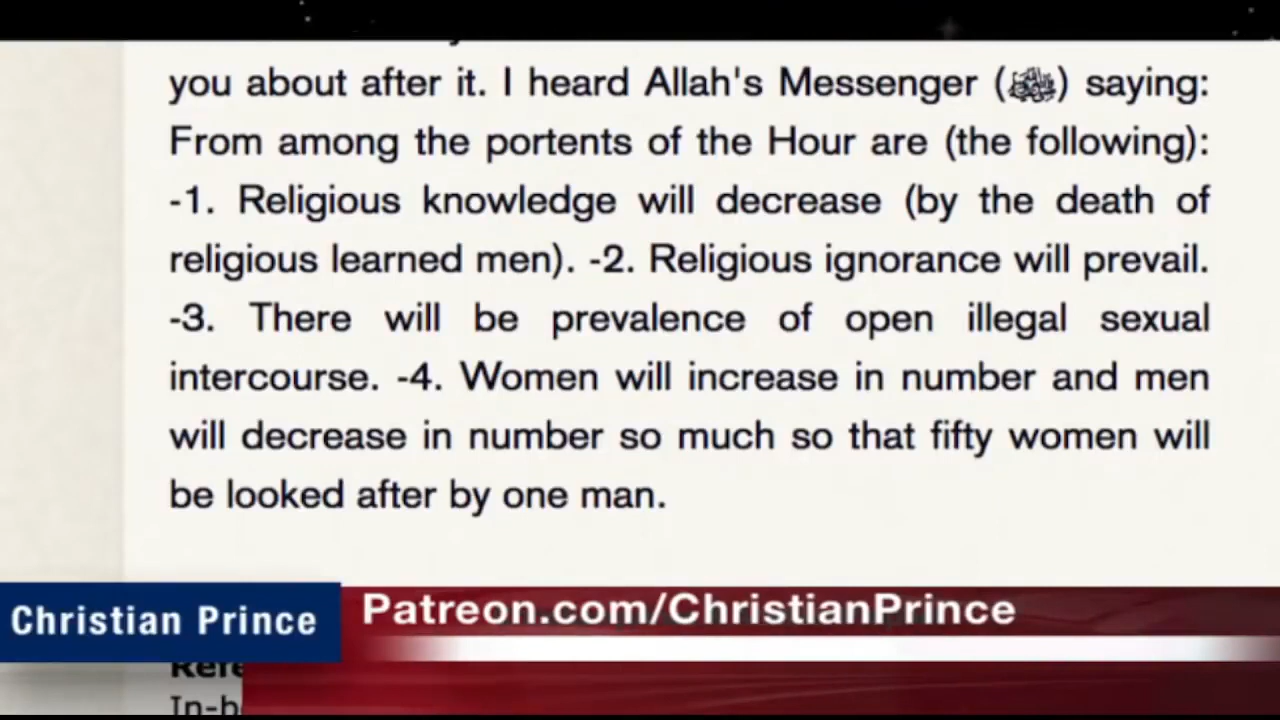 you about after it. I heard Allah's Messenger (ﷺ) saying:
From among the portents of the Hour are (the following):
-1. Religious knowledge will decrease (by the death of
religious learned men). -2. Religious ignorance will prevail.
-3. There will be prevalence of open illegal sexual
intercourse. -4. Women will increase in number and men
will decrease in number so much so that fifty women will
be looked after by one man.
Christian Prince
Patreon.com/ChristianPrince